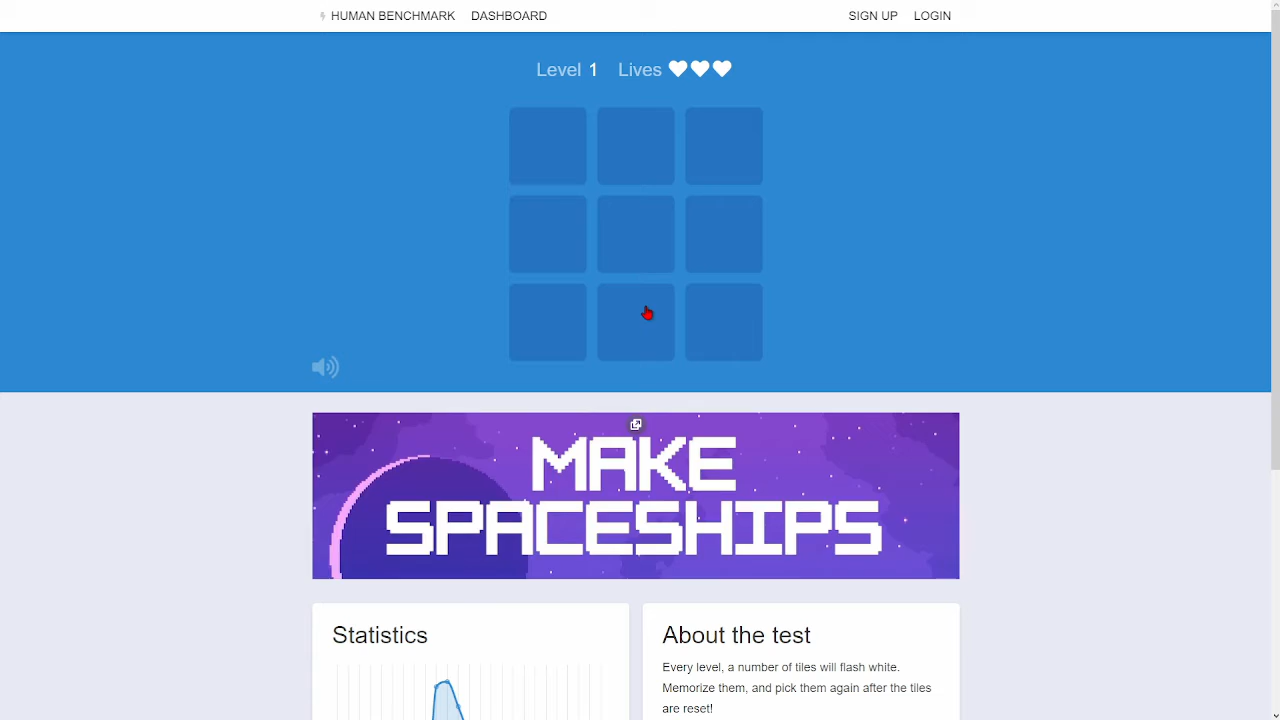 HUMAN BENCHMARK DASHBOARD SIGN UP LOGIN
Level 1 Lives
MAKE
SPACESHIPS
Statistics
About the test
Every level, a number of tiles will flash white.
Memorize them, and pick them again after the tiles
are reset!